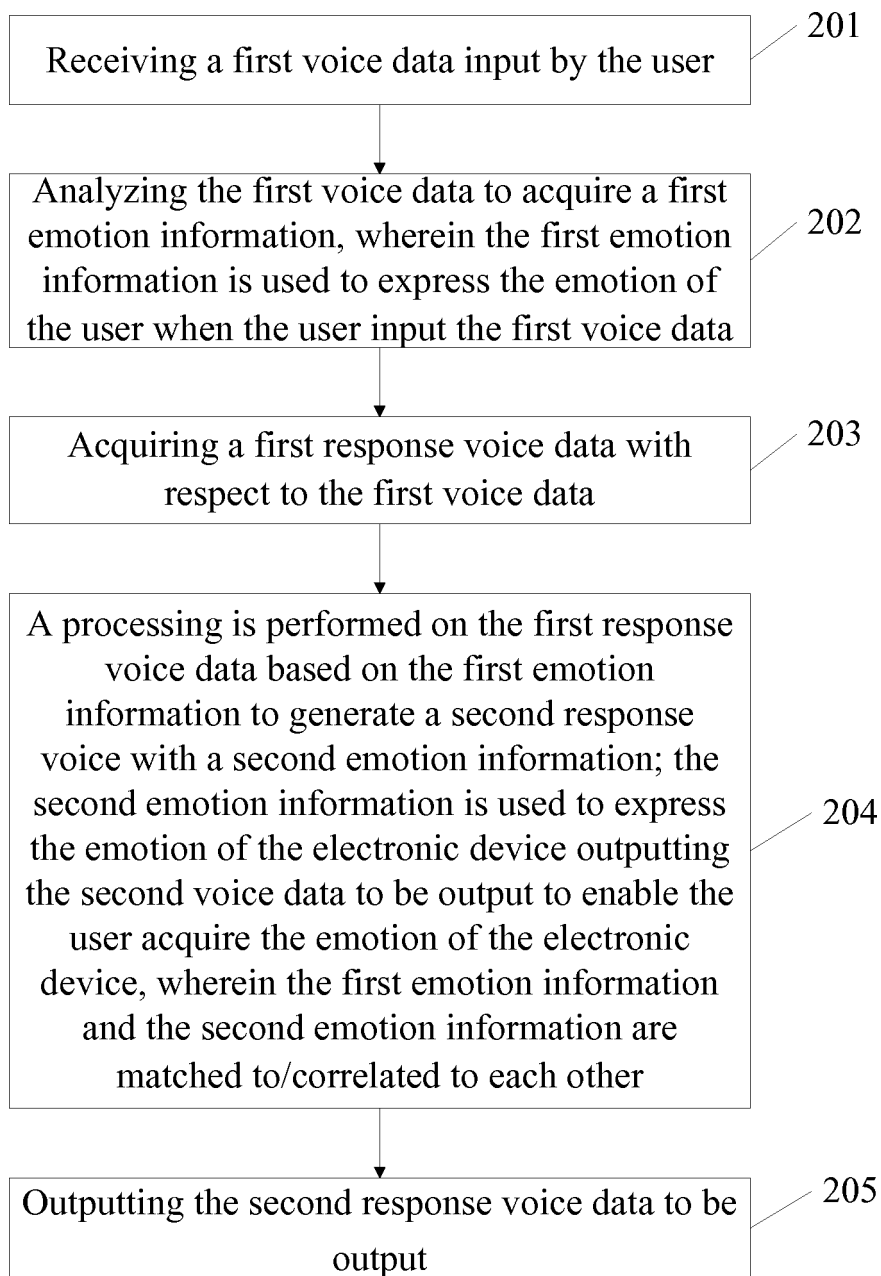 201
Receiving a first voice data input by the user
Analyzing the first voice data to acquire a first
emotion information, wherein the first emotion
information is used to express the emotion of
the user when the user input the first voice data
202
Acquiring a first response voice data with
respect to the first voice data
203
A processing is performed on the first response
voice data based on the first emotion
information to generate a second response
voice with a second emotion information; the
second emotion information is used to express
the emotion of the electronic device outputting
the second voice data to be output to enable the
user acquire the emotion of the electronic
device, wherein the first emotion information
and the second emotion information are
matched to/correlated to each other
204
Outputting the second response voice data to be
output
205